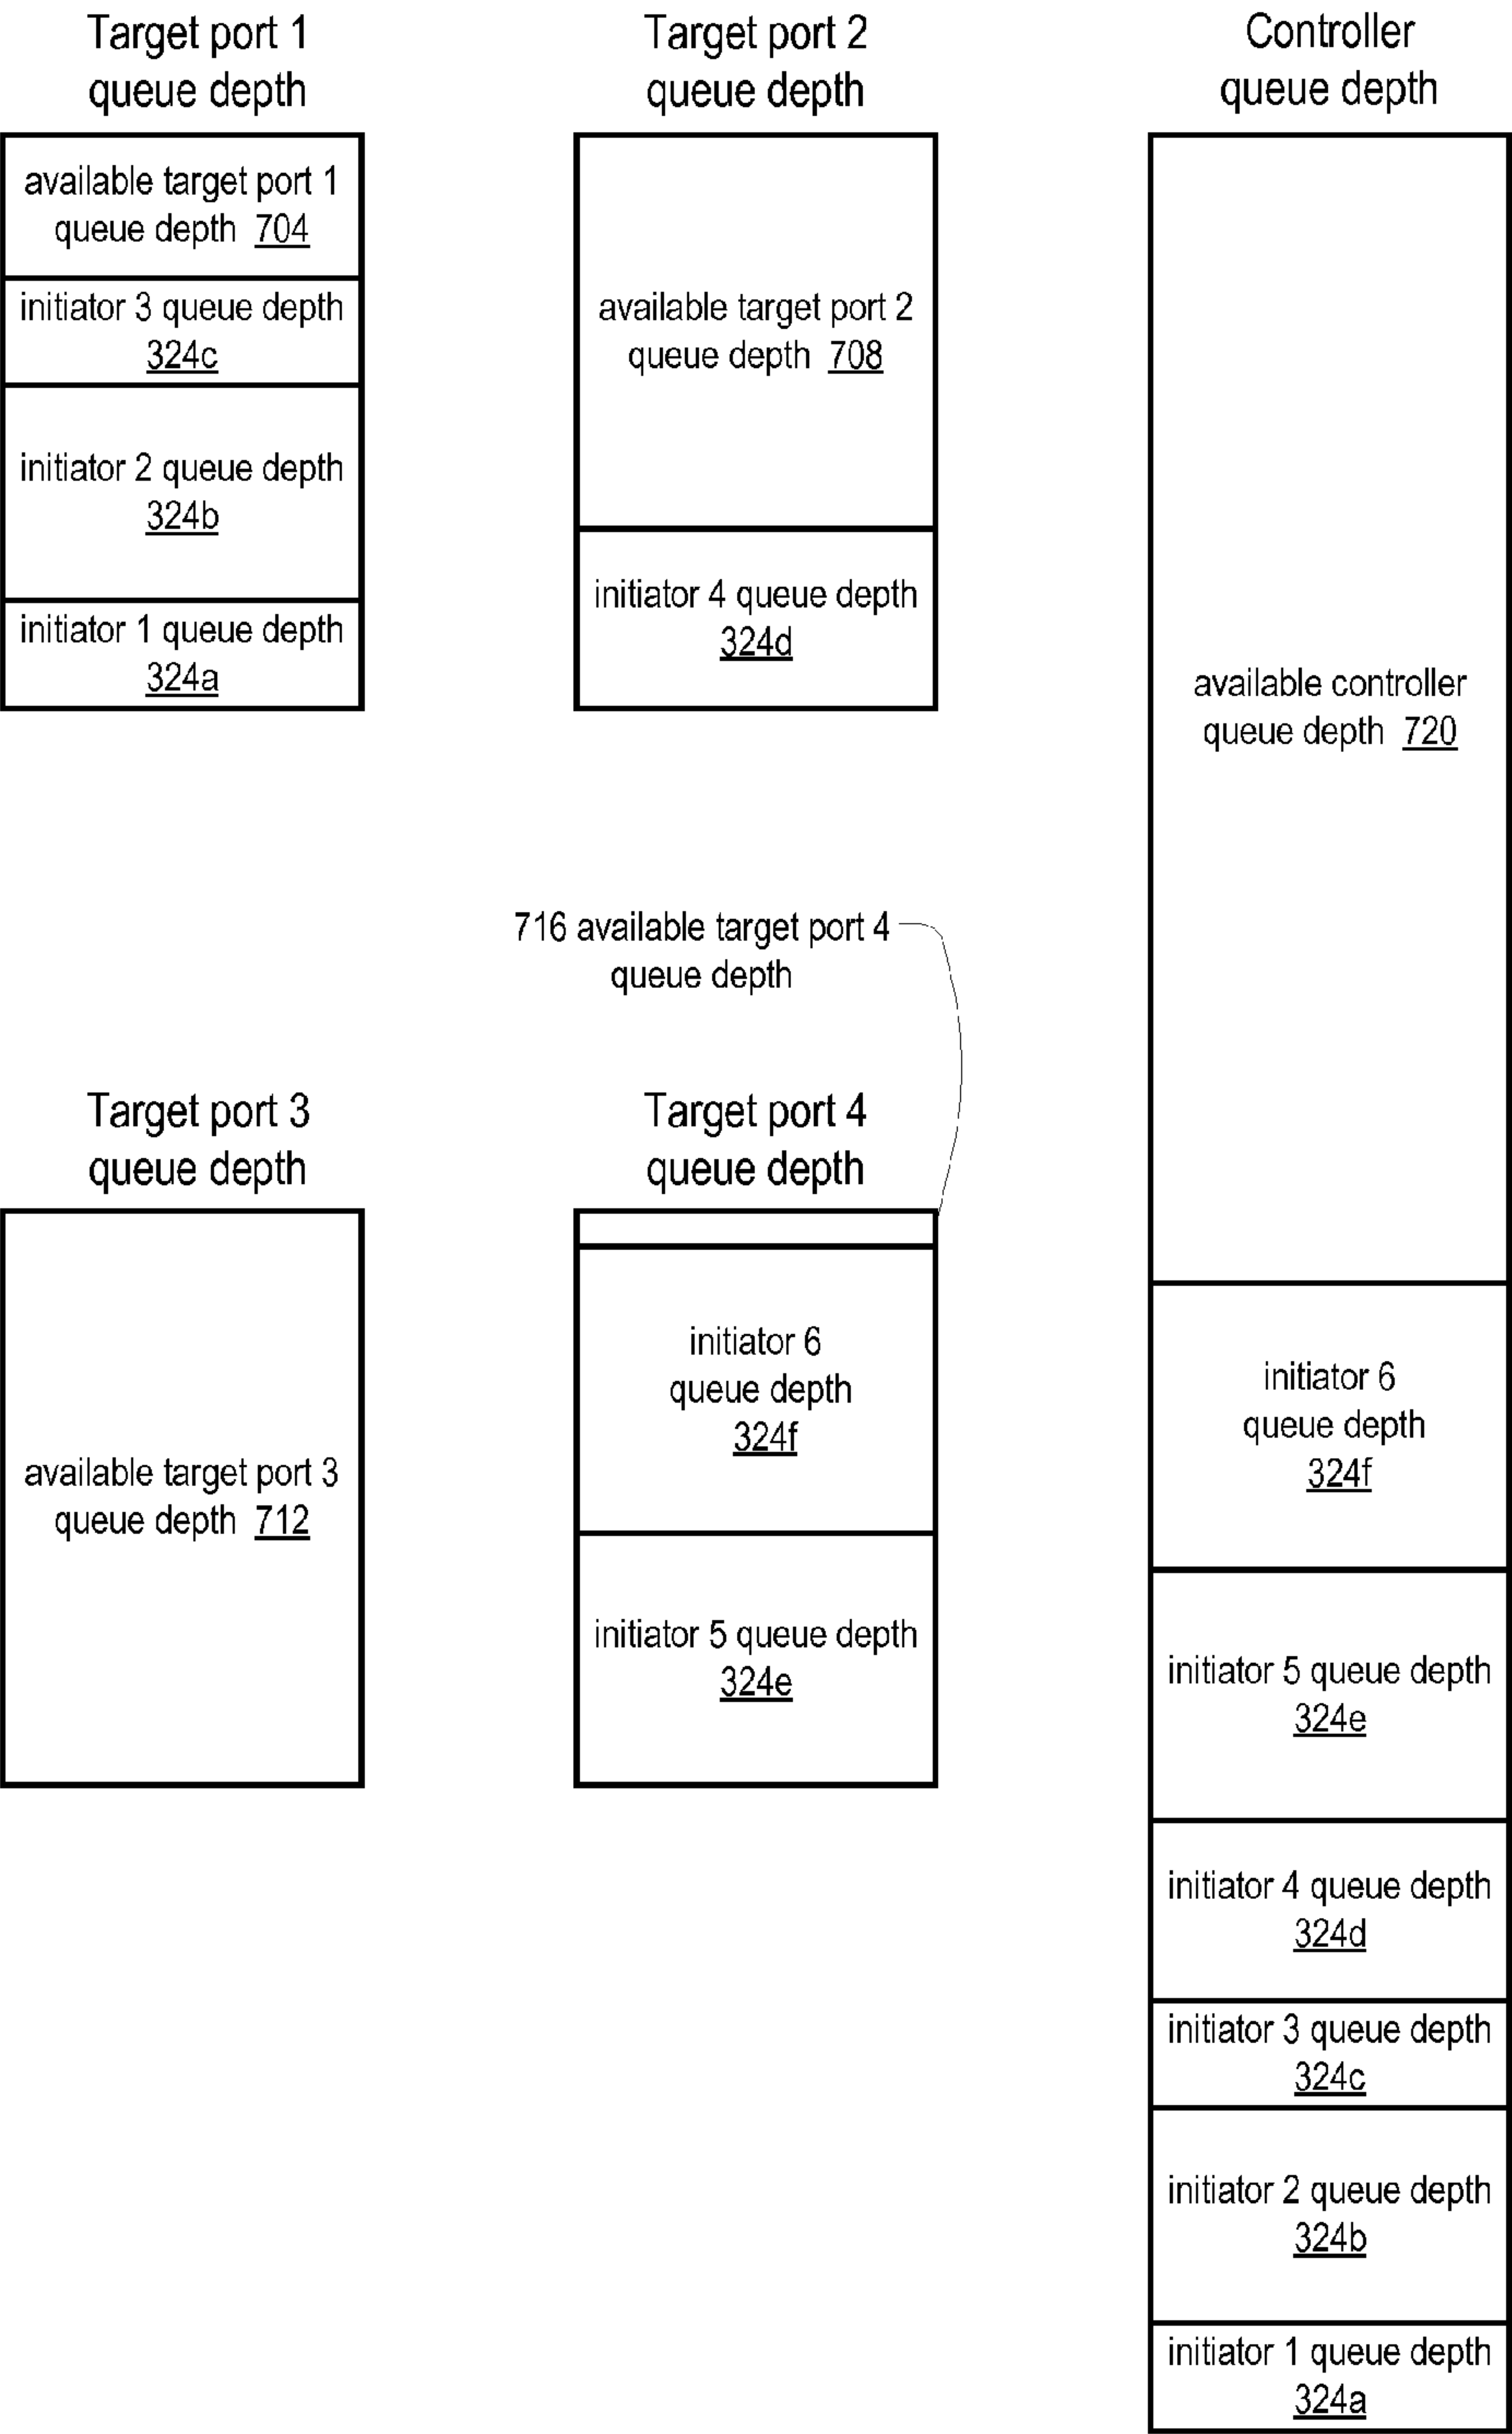 Target port 1
queue depth
available target port 1
queue depth 704
initiator 3 queue depth
324c
initiator 2 queue depth
324b
initiator 1 queue depth
324a
Target port 2
queue depth
available target port 2
queue depth 708
initiator 4 queue depth
324d
Target port 3
queue depth
available target port 3
queue depth 712
716 available target port 4
queue depth
Target port 4
queue depth
initiator 6
queue depth
324f
initiator 5 queue depth
324e
Controller
queue depth
available controller
queue depth 720
initiator 6
queue depth
324f
initiator 5 queue depth
324e
initiator 4 queue depth
324d
initiator 3 queue depth
324c
initiator 2 queue depth
324b
initiator 1 queue depth
324a